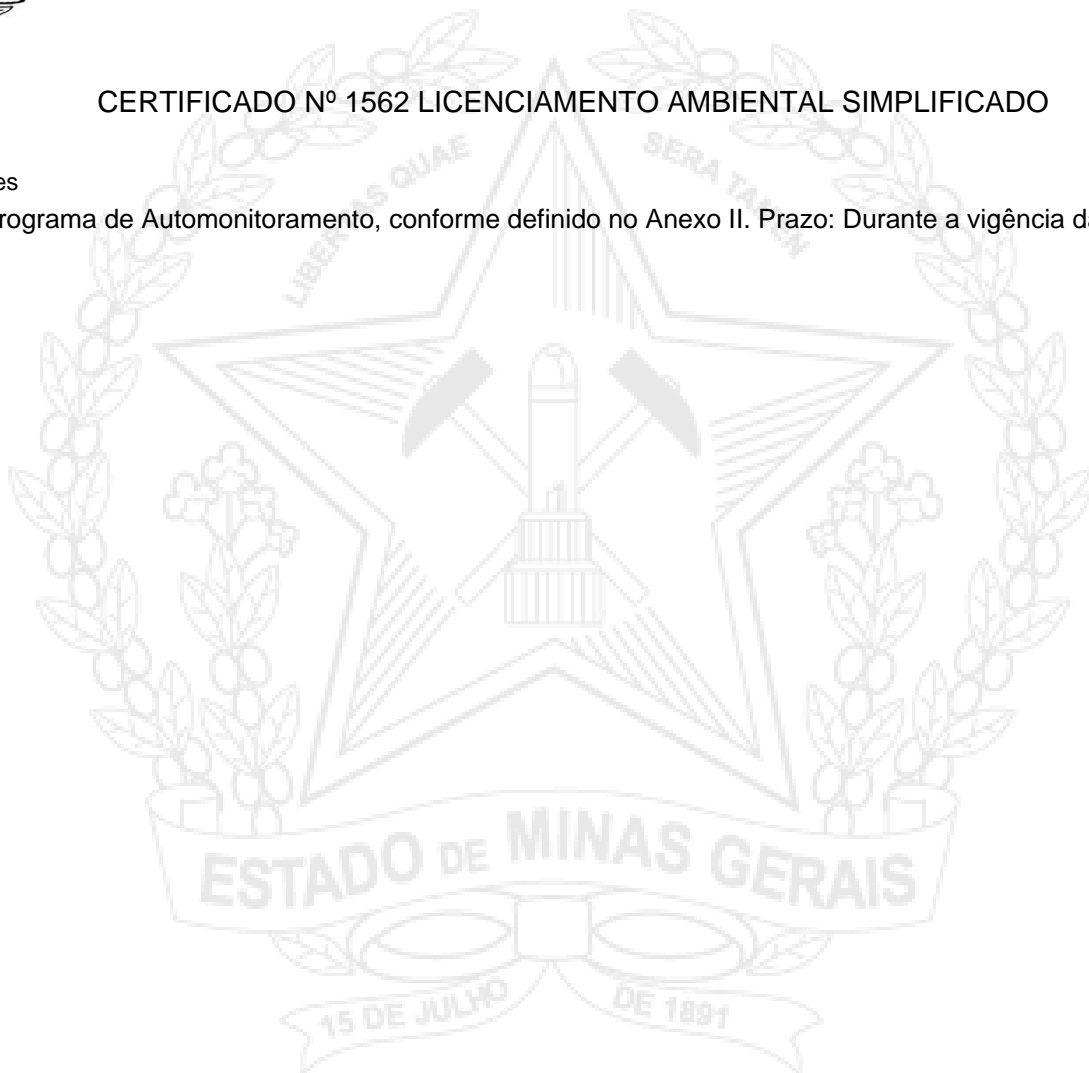 CERTIFICADO Nº 1562 LICENCIAMENTO AMBIENTAL SIMPLIFICADO
es
rograma de Automonitoramento, conforme definido no Anexo II. Prazo: Durante a vigência da
LIBERTAS QUAE SERA TAMEN
ESTADO DE MINAS GERAIS
15 DE JULHO DE 1891